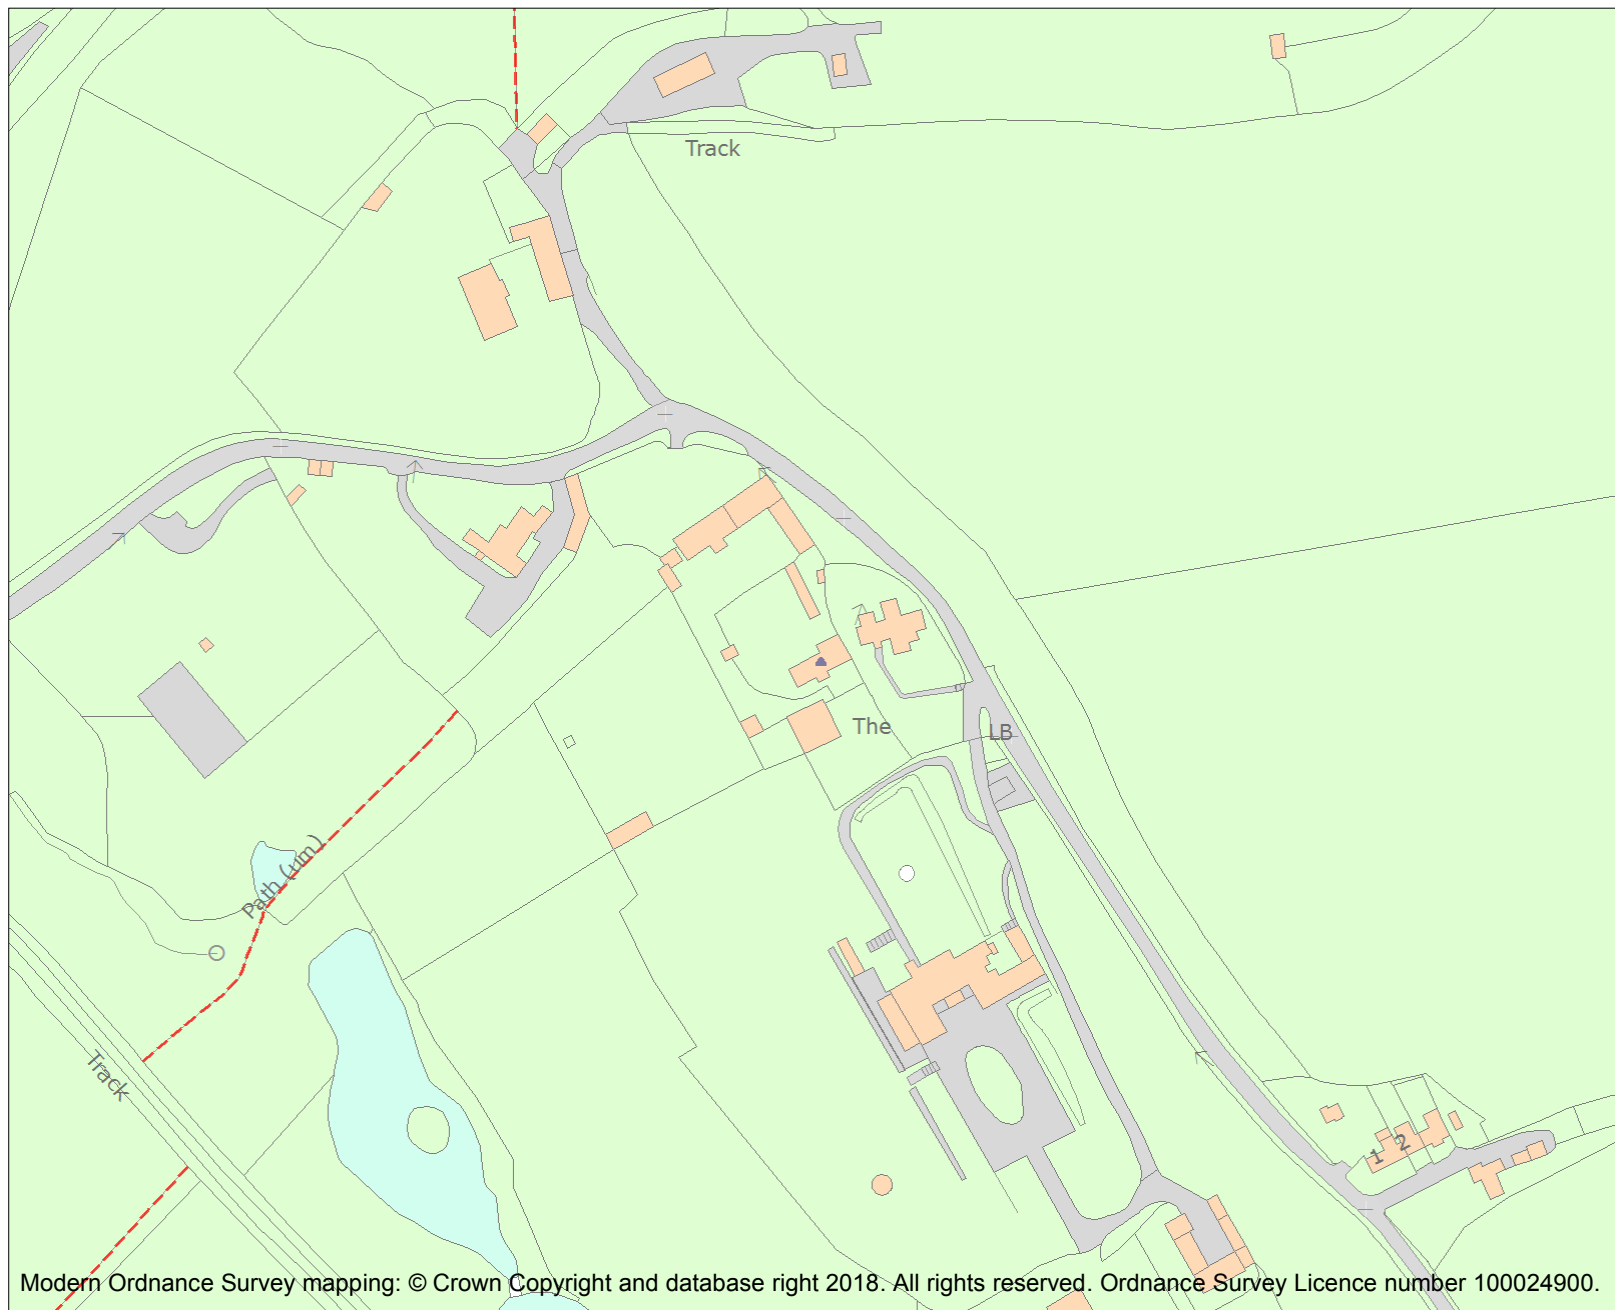 Track
The
LB
Path (um)
Track
1
2
Modern Ordnance Survey mapping: © Crown Copyright and database right 2018. All rights reserved. Ordnance Survey Licence number 100024900.